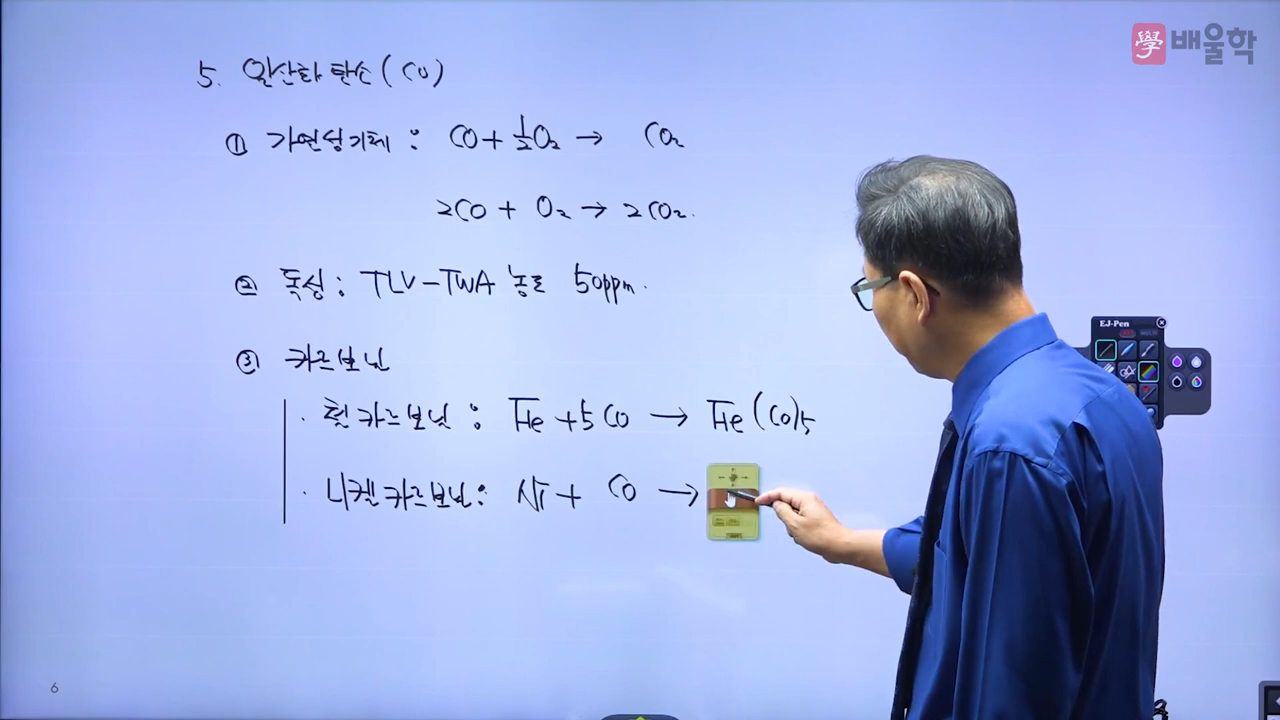 學 배울학
5. 일산화탄소(CO)
① 가연성기체 : CO + ½O₂ → CO₂
2CO + O₂ → 2CO₂.
② 독성 : TLV-TWA 농도 50ppm.
EJ-Pen
③ 카르보닐
· 철카르보닐 : Fe + 5CO → Fe(CO)₅
· 니켈카르보닐 : Ni + CO →
6